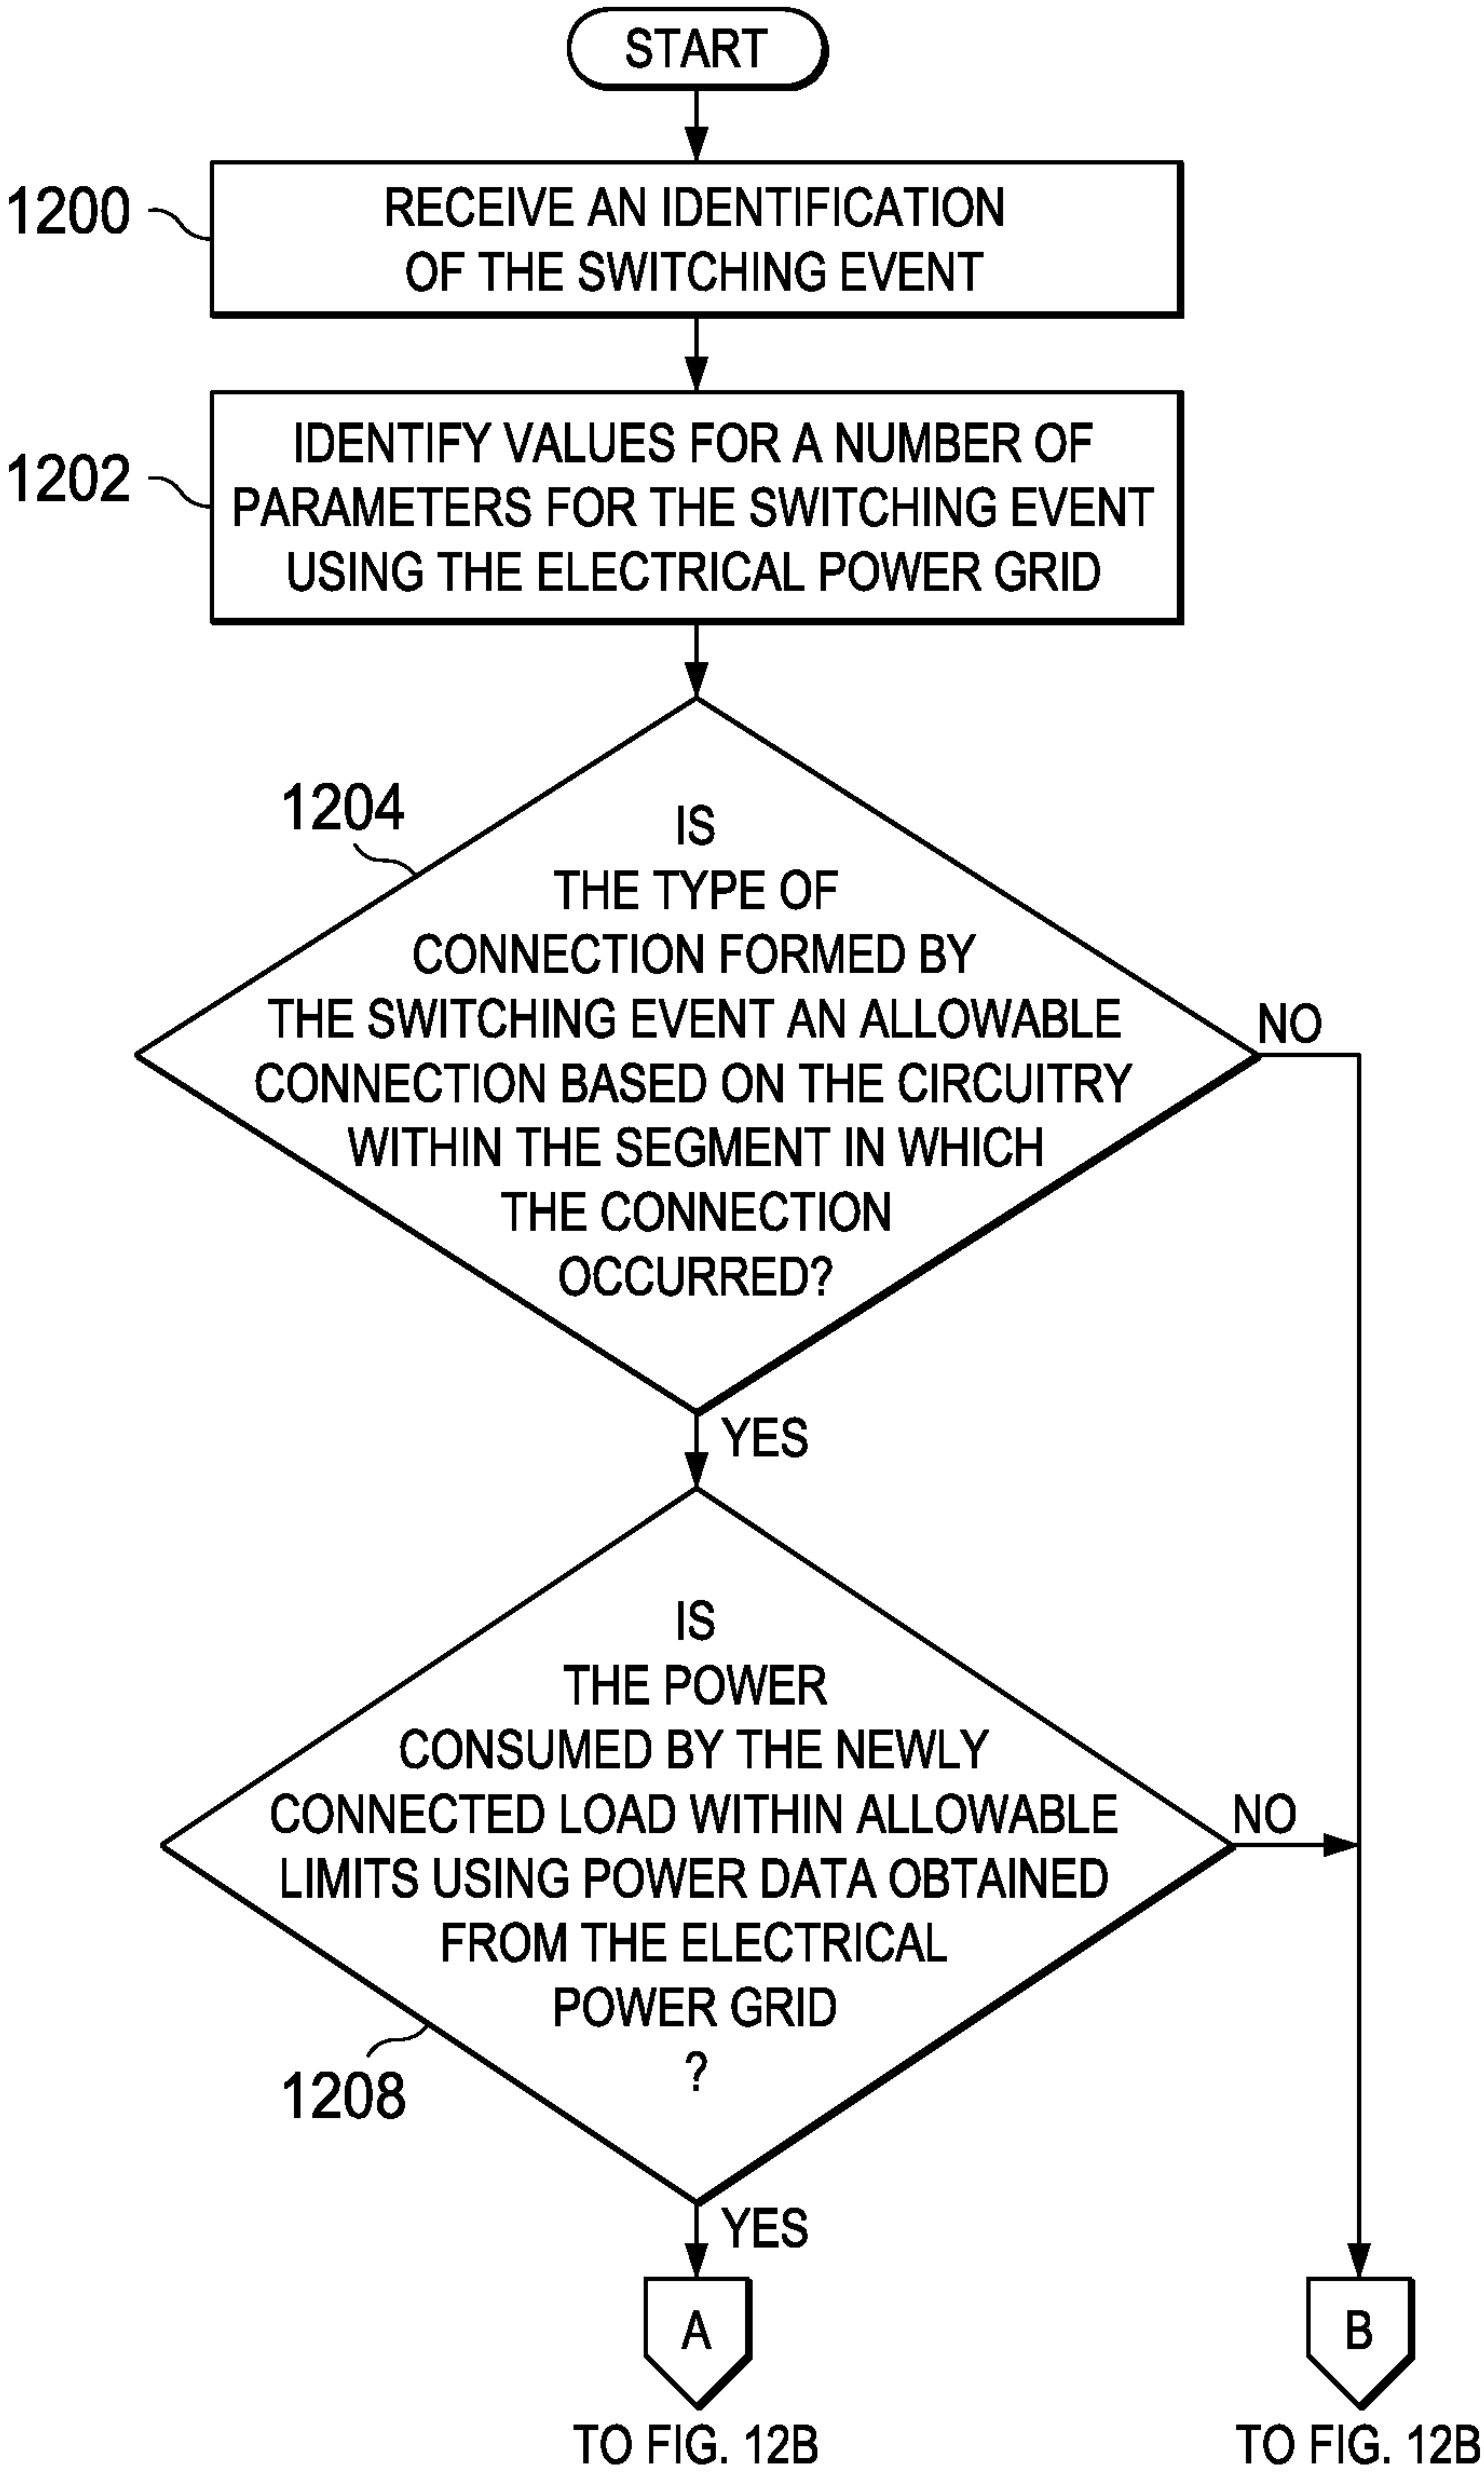 START
1200
RECEIVE AN IDENTIFICATION
OF THE SWITCHING EVENT
1202
IDENTIFY VALUES FOR A NUMBER OF
PARAMETERS FOR THE SWITCHING EVENT
USING THE ELECTRICAL POWER GRID
1204
IS
THE TYPE OF
CONNECTION FORMED BY
THE SWITCHING EVENT AN ALLOWABLE
CONNECTION BASED ON THE CIRCUITRY
WITHIN THE SEGMENT IN WHICH
THE CONNECTION
OCCURRED?
NO
YES
IS
THE POWER
CONSUMED BY THE NEWLY
CONNECTED LOAD WITHIN ALLOWABLE
LIMITS USING POWER DATA OBTAINED
FROM THE ELECTRICAL
POWER GRID
?
NO
1208
YES
A
B
TO FIG. 12B
TO FIG. 12B